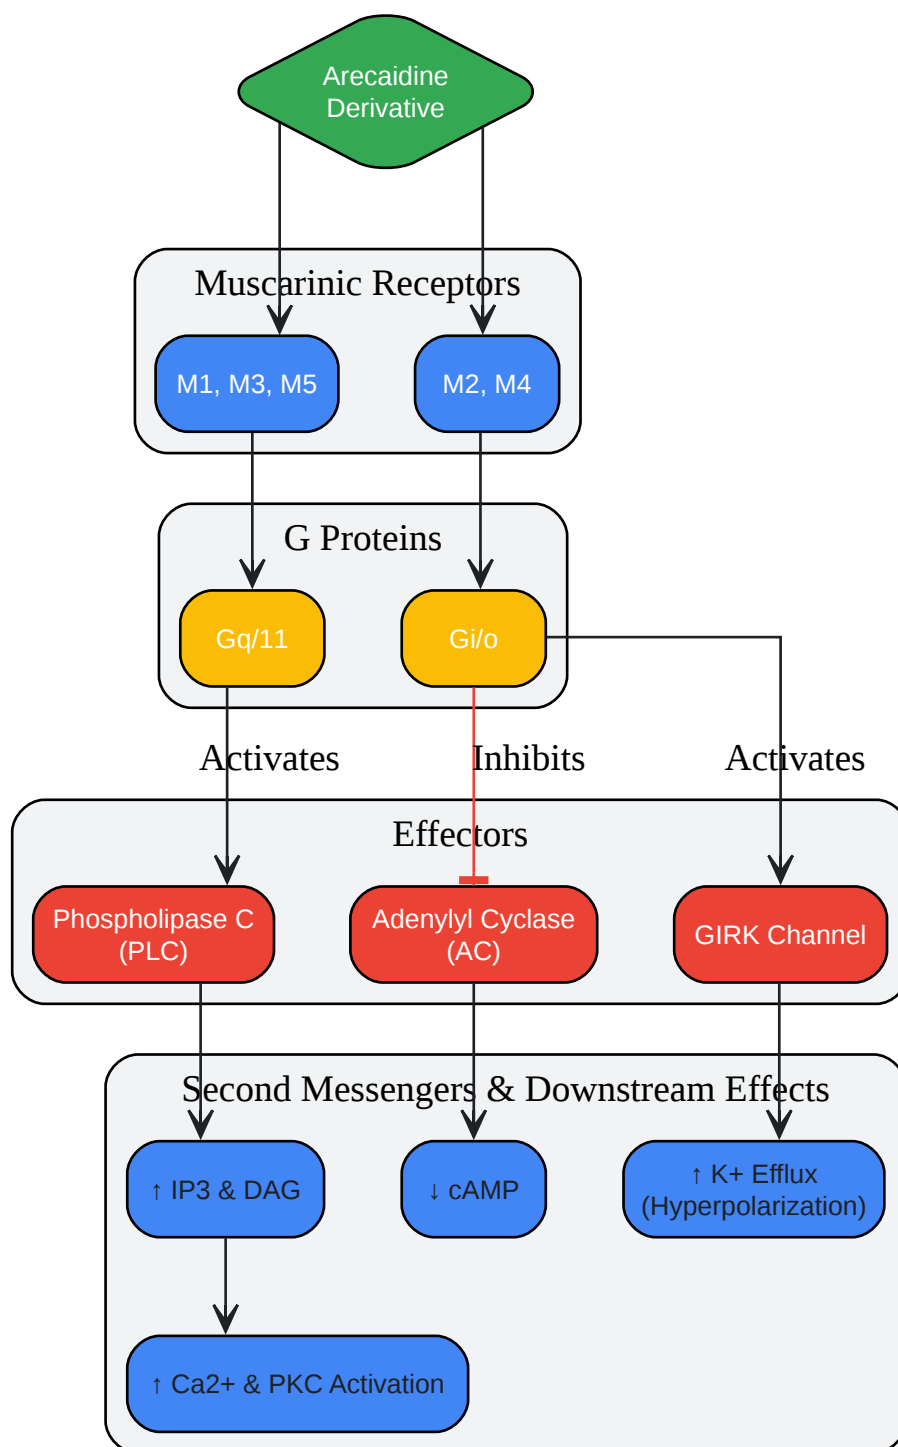 Arecaidine
Derivative
Muscarinic Receptors
M1, M3, M5
M2, M4
G Proteins
Gq/11
Gi/o
Activates
Inhibits
Activates
Effectors
Phospholipase C
(PLC)
Adenylyl Cyclase
(AC)
GIRK Channel
Second Messengers & Downstream Effects
↑ IP3 & DAG
↓ cAMP
↑ K+ Efflux
(Hyperpolarization)
↑ Ca2+ & PKC Activation